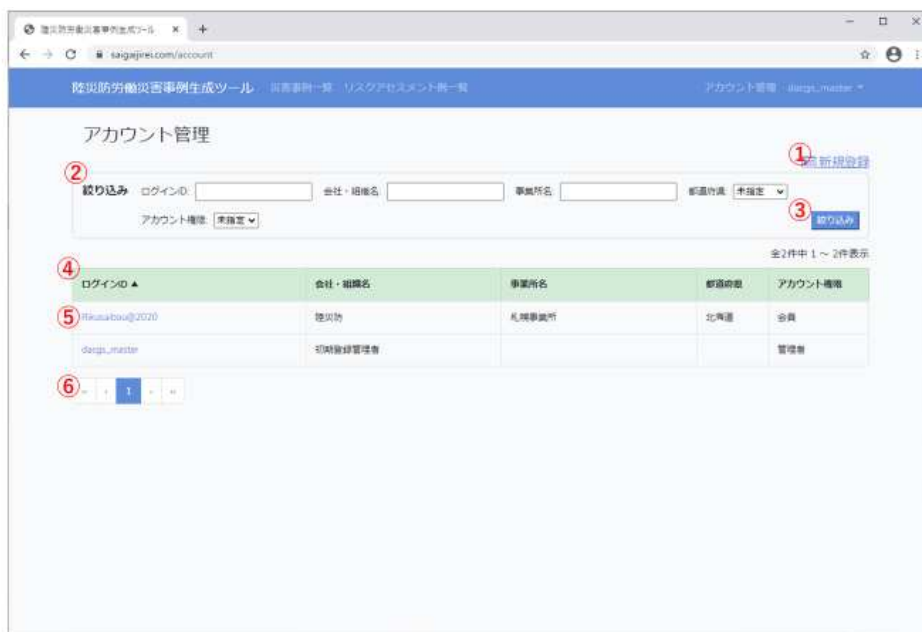 陸災防労働災害事例生成ツール
saigaijirei.com/account
陸災防労働災害事例生成ツール 災害事例一覧 リスクアセスメント例一覧 アカウント管理 dargs_master
アカウント管理
① 新規登録
②
絞り込み ログインID: 会社・組織名 事業所名 都道府県 未指定
アカウント権限: 未指定 ③ 絞り込み
全2件中 1 ~ 2件表示
④
ログインID ▲ 会社・組織名 事業所名 都道府県 アカウント権限
⑤ Rikusaibou@2020 陸災防 札幌事業所 北海道 会員
dargs_master 初期登録管理者 管理者
⑥ « ‹ 1 › »